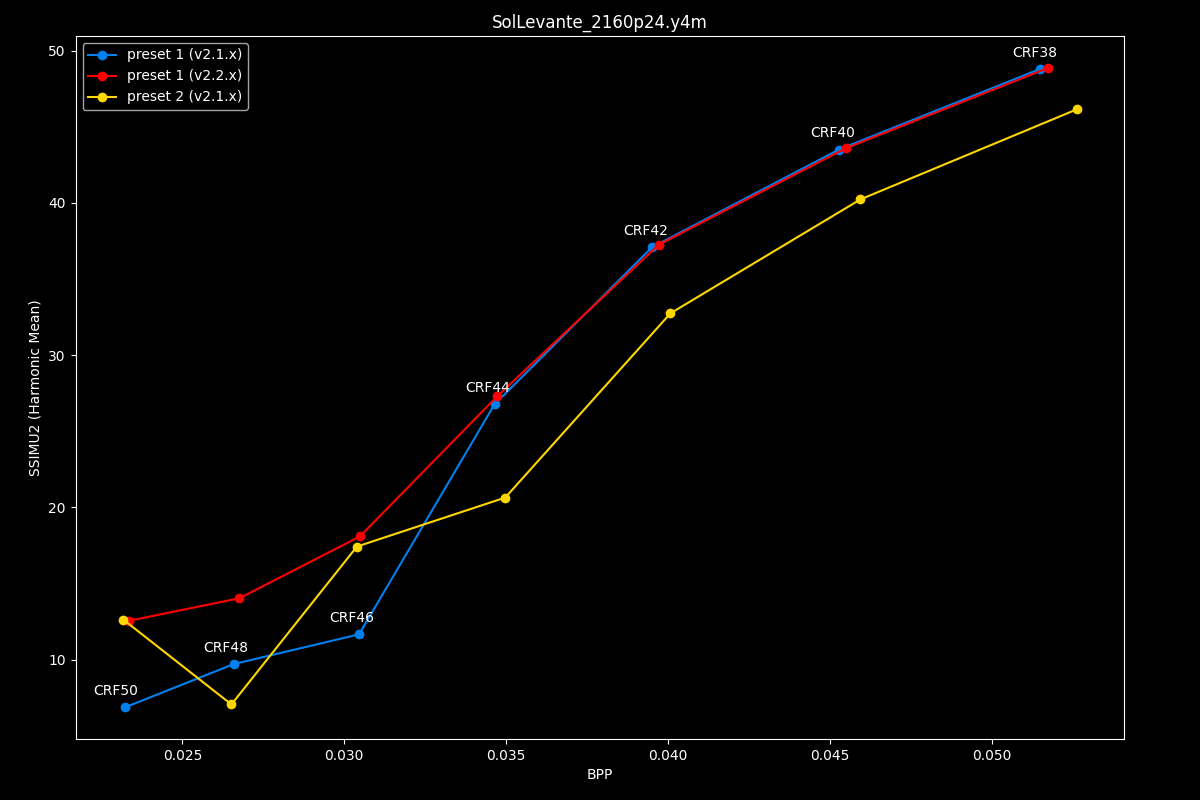 SolLevante_2160p24.y4m
preset 1 (v2.1.x)
preset 1 (v2.2.x)
preset 2 (v2.1.x)
CRF38
CRF40
CRF42
CRF44
CRF46
CRF48
CRF50
50
40
30
20
10
SSIMU2 (Harmonic Mean)
0.025 0.030 0.035 0.040 0.045 0.050
BPP